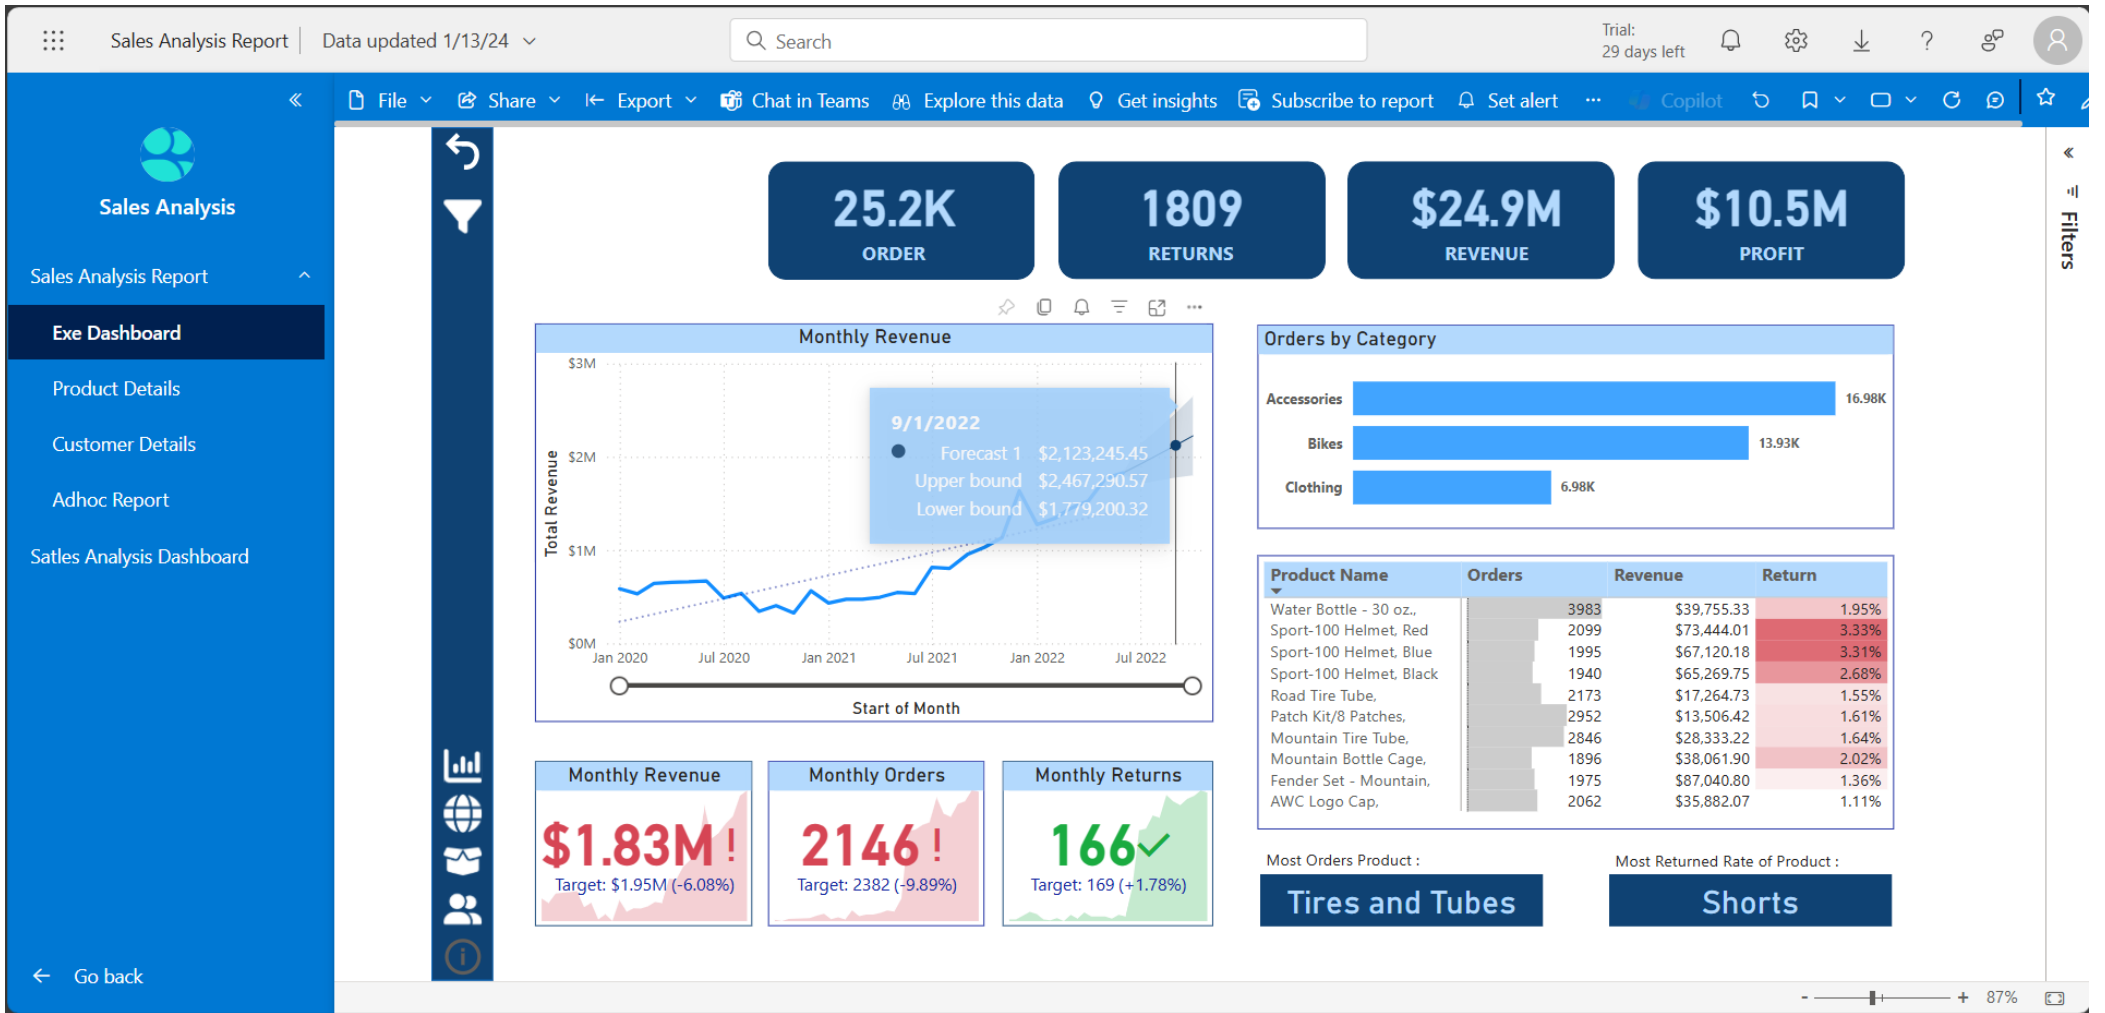 Sales Analysis Report
Data updated 1/13/24
Search
Trial:
29 days left
File
Share
Export
Chat in Teams
Explore this data
Get insights
Subscribe to report
Set alert
Copilot
Sales Analysis
Sales Analysis Report
Exe Dashboard
Product Details
Customer Details
Adhoc Report
Satles Analysis Dashboard
Go back
25.2K
ORDER
1809
RETURNS
$24.9M
REVENUE
$10.5M
PROFIT
Filters
Monthly Revenue
Total Revenue
$3M
$2M
$1M
$0M
9/1/2022
Forecast 1 $2,123,245.45
Upper bound $2,467,290.57
Lower bound $1,779,200.32
Jan 2020 Jul 2020 Jan 2021 Jul 2021 Jan 2022 Jul 2022
Start of Month
Orders by Category
Accessories 16.98K
Bikes 13.93K
Clothing 6.98K
Product Name Orders Revenue Return
Water Bottle - 30 oz., 3983 $39,755.33 1.95%
Sport-100 Helmet, Red 2099 $73,444.01 3.33%
Sport-100 Helmet, Blue 1995 $67,120.18 3.31%
Sport-100 Helmet, Black 1940 $65,269.75 2.68%
Road Tire Tube, 2173 $17,264.73 1.55%
Patch Kit/8 Patches, 2952 $13,506.42 1.61%
Mountain Tire Tube, 2846 $28,333.22 1.64%
Mountain Bottle Cage, 1896 $38,061.90 2.02%
Fender Set - Mountain, 1975 $87,040.80 1.36%
AWC Logo Cap, 2062 $35,882.07 1.11%
Monthly Revenue
$1.83M!
Target: $1.95M (-6.08%)
Monthly Orders
2146!
Target: 2382 (-9.89%)
Monthly Returns
166
Target: 169 (+1.78%)
Most Orders Product :
Tires and Tubes
Most Returned Rate of Product :
Shorts
- + 87%